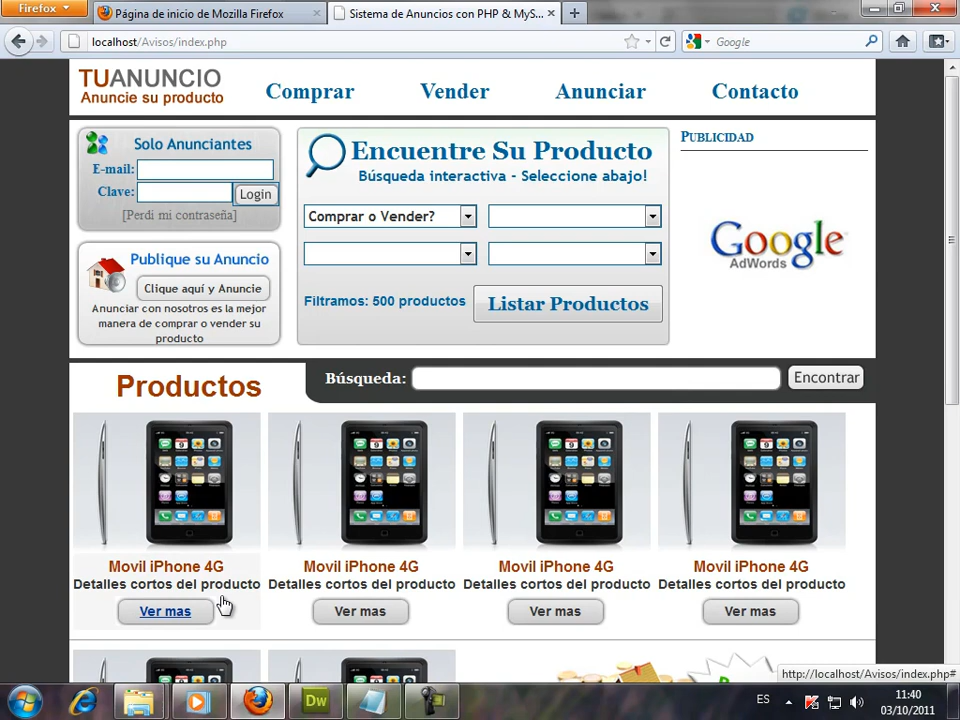 Firefox
Página de inicio de Mozilla Firefox
Sistema de Anuncios con PHP & MyS...
localhost/Avisos/index.php
Google
TUANUNCIO
Anuncie su producto
Comprar
Vender
Anunciar
Contacto
Solo Anunciantes
E-mail:
Clave:
Login
[Perdi mi contraseña]
Publique su Anuncio
Clique aquí y Anuncie
Anunciar con nosotros es la mejor
manera de comprar o vender su
producto
Encuentre Su Producto
Búsqueda interactiva - Seleccione abajo!
Comprar o Vender?
Filtramos: 500 productos
Listar Productos
PUBLICIDAD
Google
AdWords
Productos
Búsqueda:
Encontrar
Movil iPhone 4G
Detalles cortos del producto
Ver mas
Movil iPhone 4G
Detalles cortos del producto
Ver mas
Movil iPhone 4G
Detalles cortos del producto
Ver mas
Movil iPhone 4G
Detalles cortos del producto
Ver mas
http://localhost/Avisos/index.php#
Dw
ES
11:40
03/10/2011